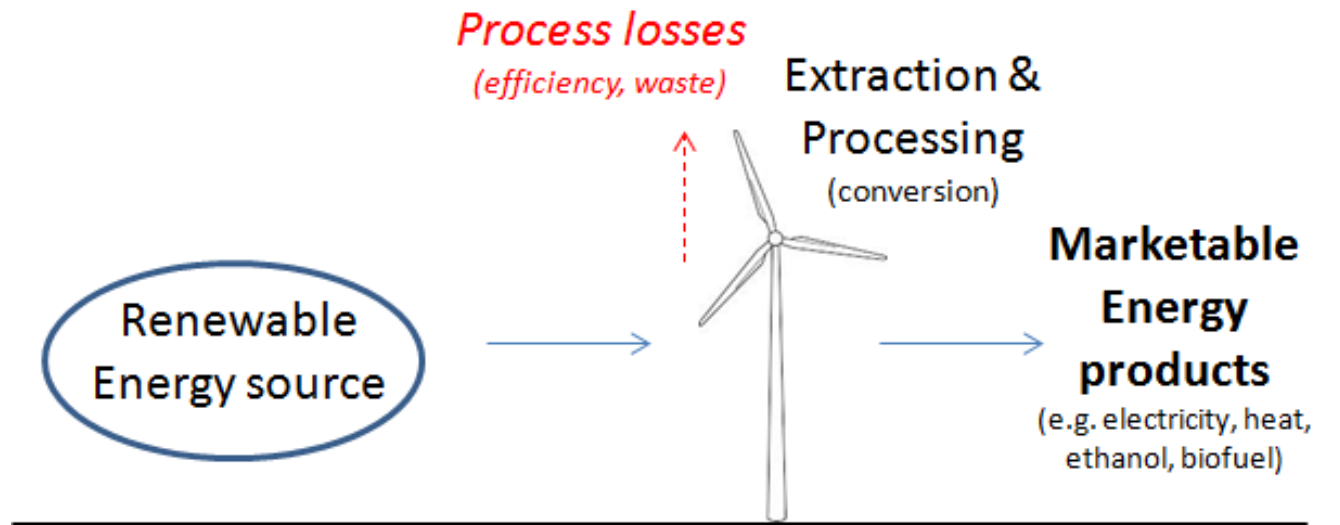 Process losses
(efficiency, waste)
Extraction &
Processing
(conversion)
Renewable
Energy source
Marketable
Energy
products
(e.g. electricity, heat,
ethanol, biofuel)